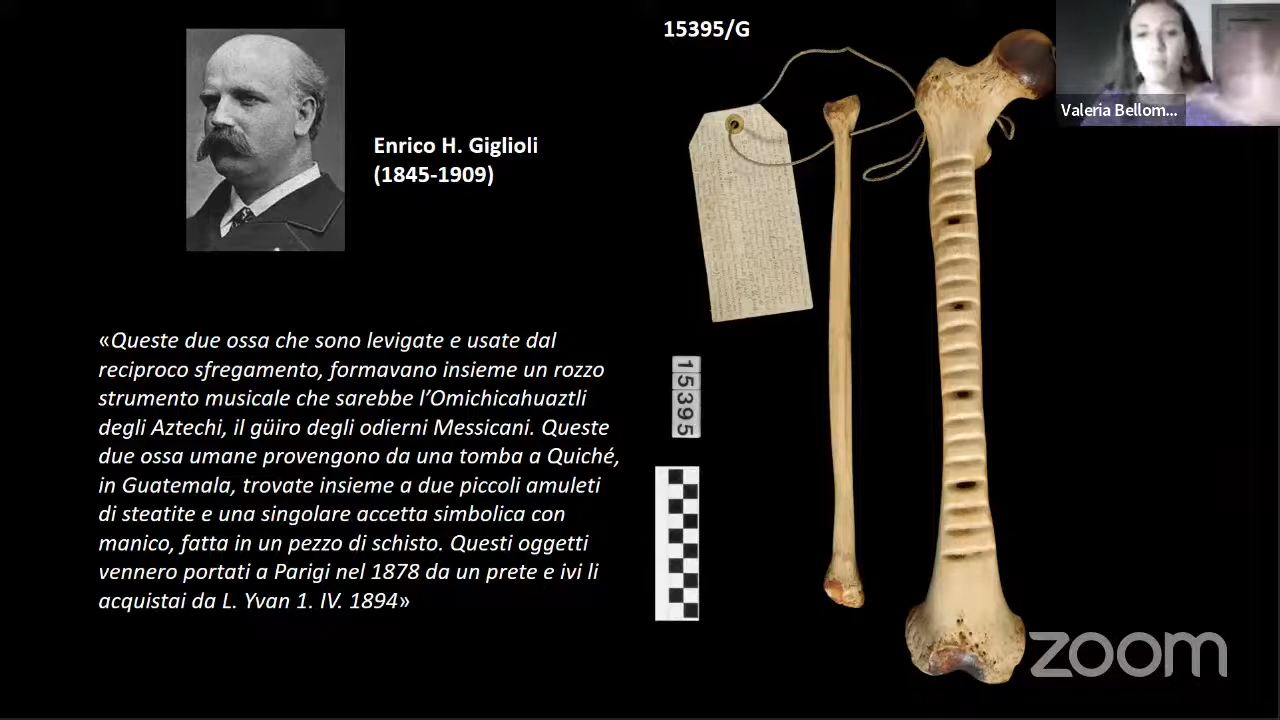 15395/G
Valeria Bellom...
Enrico H. Giglioli
(1845-1909)
«Queste due ossa che sono levigate e usate dal
reciproco sfregamento, formavano insieme un rozzo
strumento musicale che sarebbe l’Omichicahuaztli
degli Aztechi, il güiro degli odierni Messicani. Queste
due ossa umane provengono da una tomba a Quiché,
in Guatemala, trovate insieme a due piccoli amuleti
di steatite e una singolare accetta simbolica con
manico, fatta in un pezzo di schisto. Questi oggetti
vennero portati a Parigi nel 1878 da un prete e ivi li
acquistai da L. Yvan 1. IV. 1894»
15395
zoom